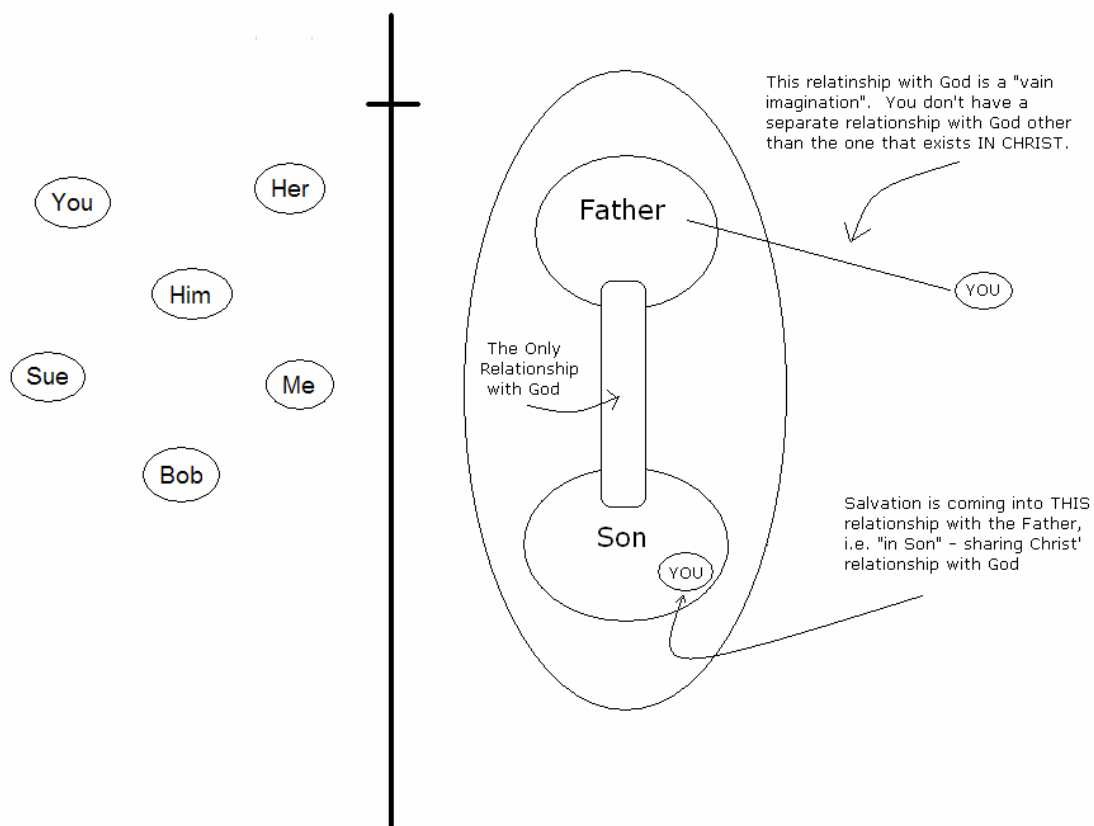 You
Her
Him
Sue
Me
Bob
This relatinship with God is a "vain
imagination". You don't have a
separate relationship with God other
than the one that exists IN CHRIST.
Father
YOU
The Only
Relationship
with God
Son
YOU
Salvation is coming into THIS
relationship with the Father,
i.e. "in Son" - sharing Christ'
relationship with God